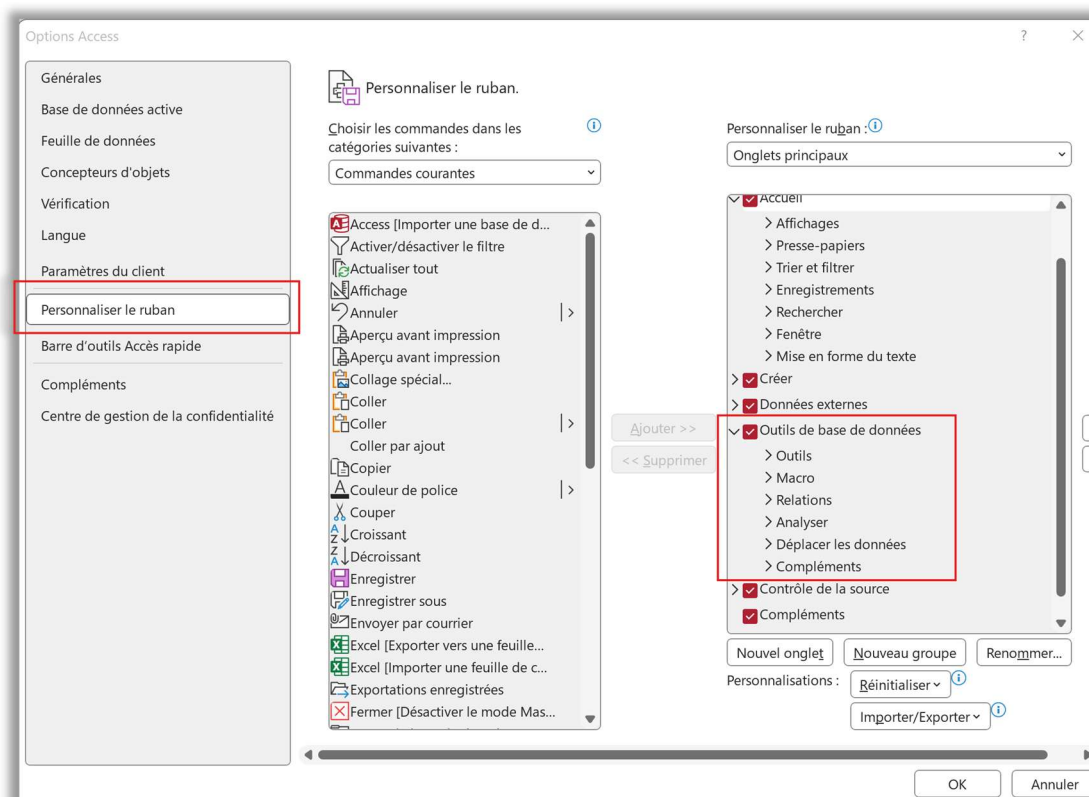 Options Access
?
Générales
Base de données active
Feuille de données
Concepteurs d'objets
Vérification
Langue
Paramètres du client
Personnaliser le ruban
Barre d'outils Accès rapide
Compléments
Centre de gestion de la confidentialité
Personnaliser le ruban.
Choisir les commandes dans les
catégories suivantes :
Commandes courantes
Access [Importer une base de d...
Activer/désactiver le filtre
Actualiser tout
Affichage
Annuler
Aperçu avant impression
Aperçu avant impression
Collage spécial...
Coller
Coller
Coller par ajout
Copier
Couleur de police
Couper
Croissant
Décroissant
Enregistrer
Enregistrer sous
Envoyer par courrier
Excel [Exporter vers une feuille...
Excel [Importer une feuille de c...
Exportations enregistrées
Fermer [Désactiver le mode Mas...
Ajouter >>
<< Supprimer
Personnaliser le ruban :
Onglets principaux
Accueil
Affichages
Presse-papiers
Trier et filtrer
Enregistrements
Rechercher
Fenêtre
Mise en forme du texte
Créer
Données externes
Outils de base de données
Outils
Macro
Relations
Analyser
Déplacer les données
Compléments
Contrôle de la source
Compléments
Nouvel onglet
Nouveau groupe
Renommer...
Personnalisations :
Réinitialiser
Importer/Exporter
OK
Annuler